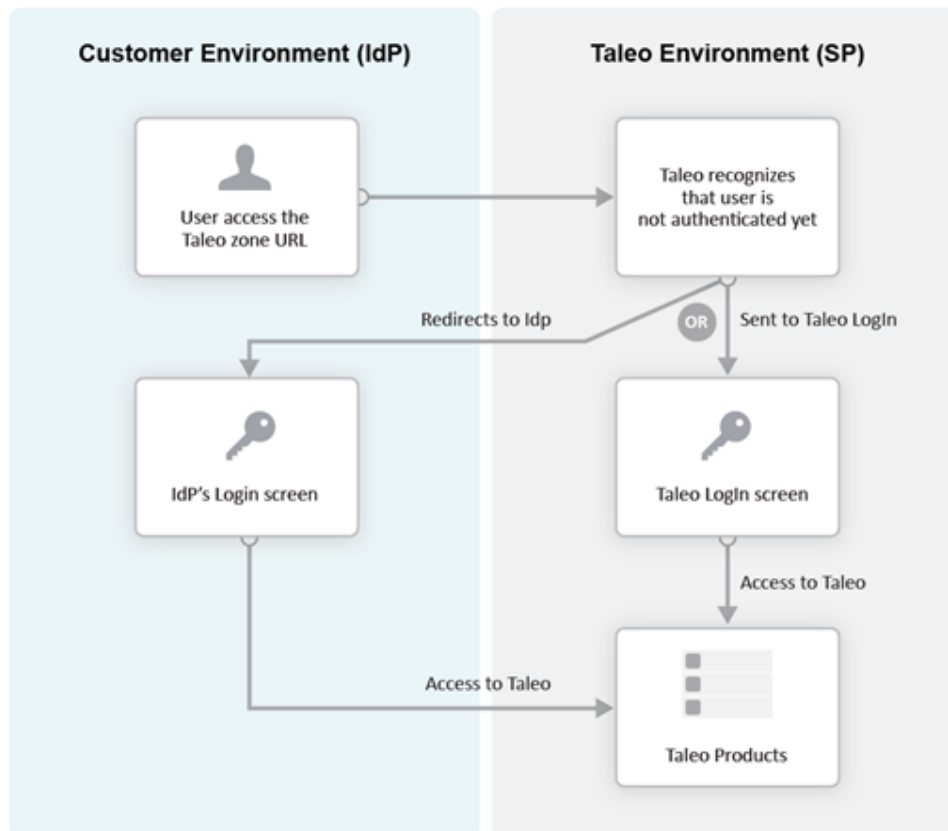 Customer Environment (IdP)
Taleo Environment (SP)
User access the
Taleo zone URL
Taleo recognizes
that user is
not authenticated yet
Redirects to Idp
OR
Sent to Taleo LogIn
IdP's Login screen
Taleo LogIn screen
Access to Taleo
Access to Taleo
Taleo Products